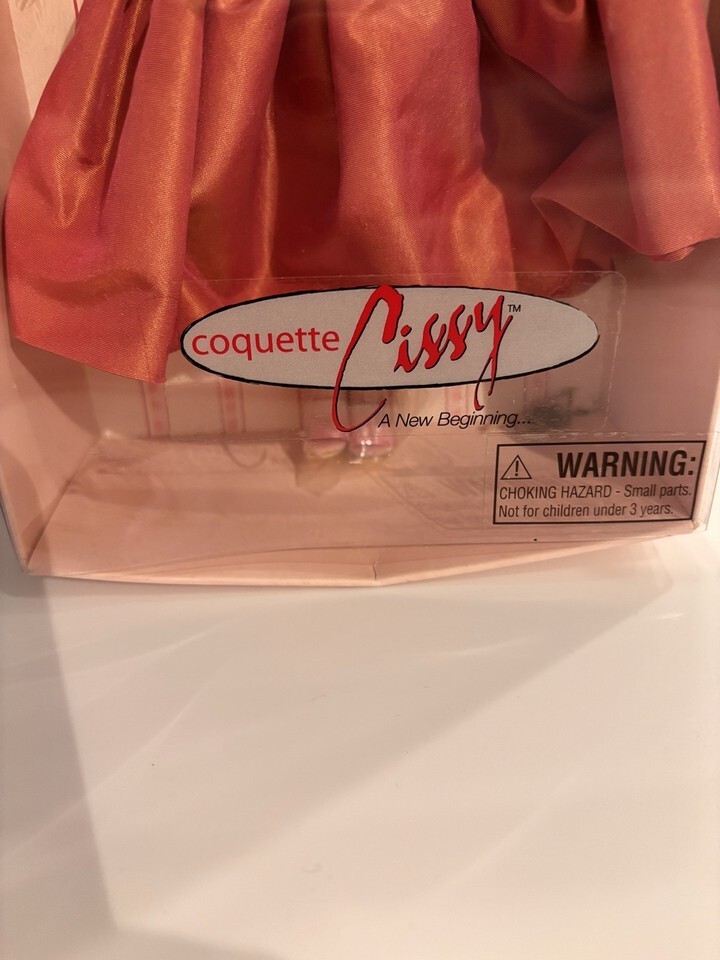 coquette Cissy™
A New Beginning...
⚠ WARNING:
CHOKING HAZARD - Small parts.
Not for children under 3 years.